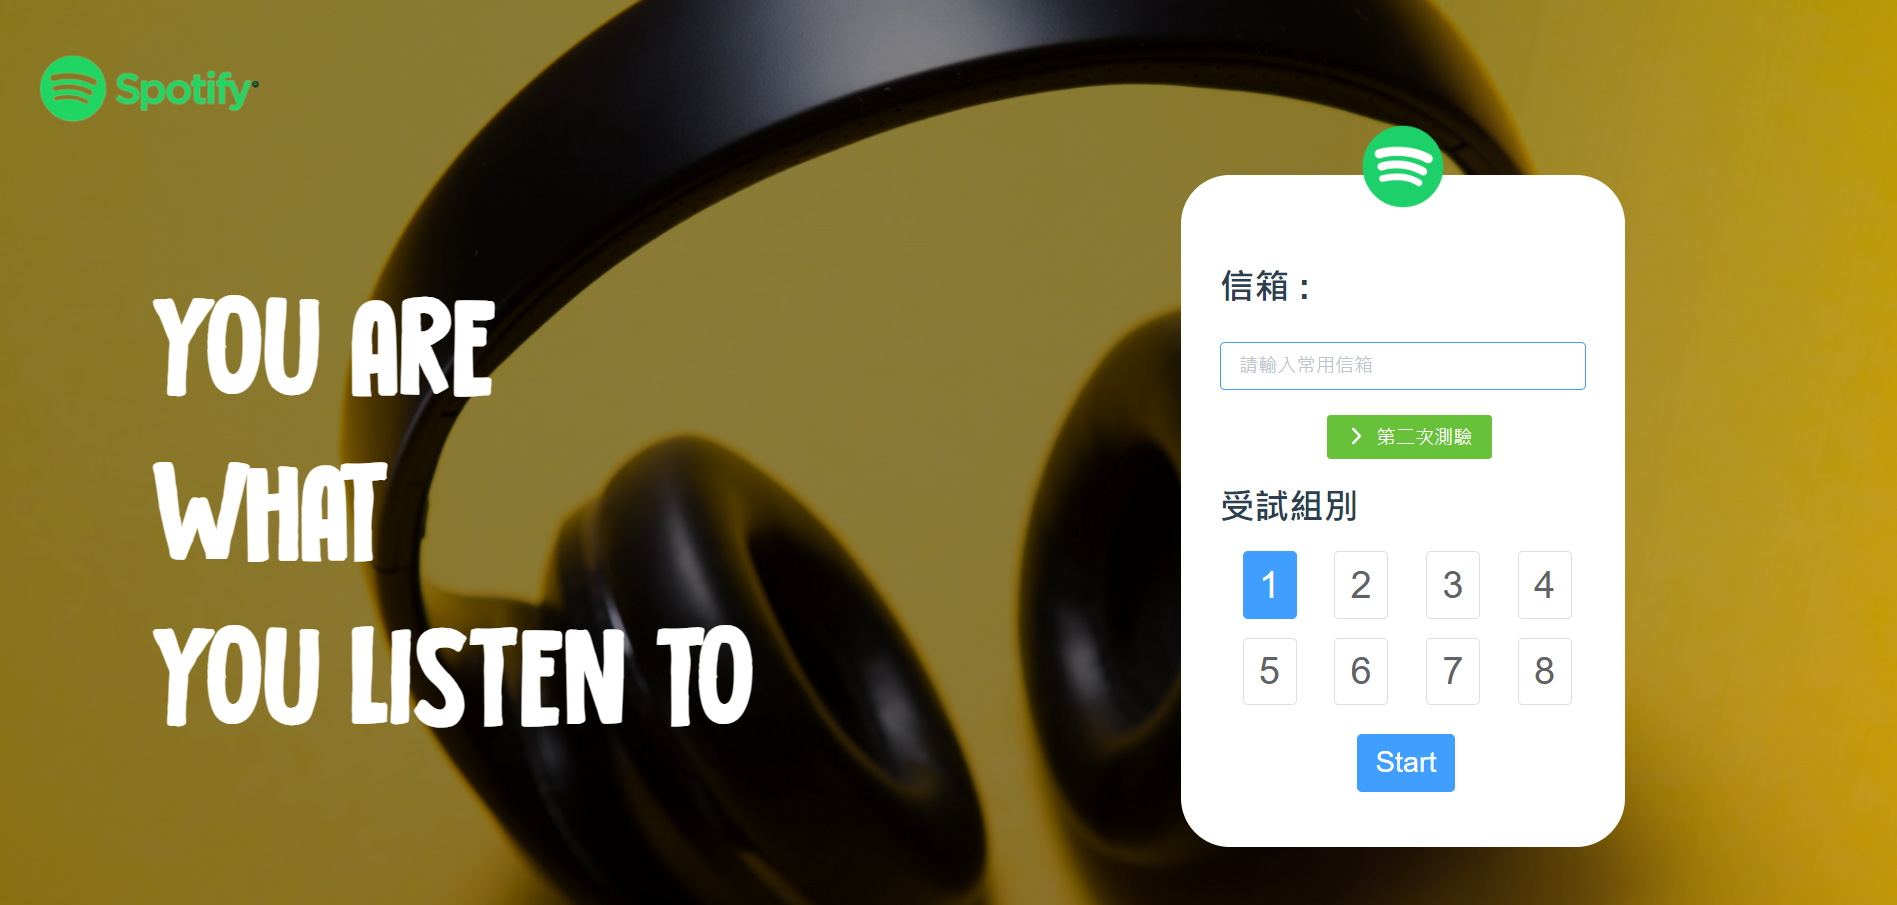 Spotify®
YOU ARE
WHAT
YOU LISTEN TO
信箱 :
請輸入常用信箱
第二次測驗
受試組別
1 2 3 4
5 6 7 8
Start